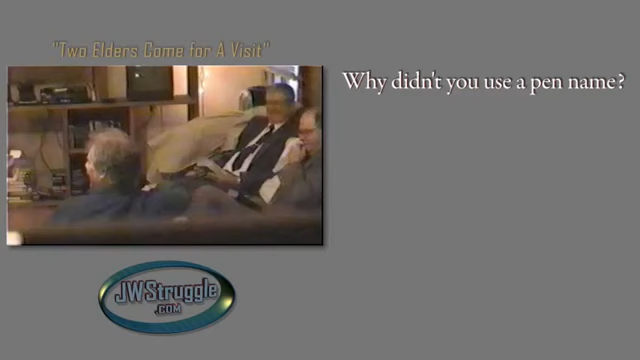 "Two Elders Come for A Visit"
Why didn't you use a pen name?
JWStruggle
.COM